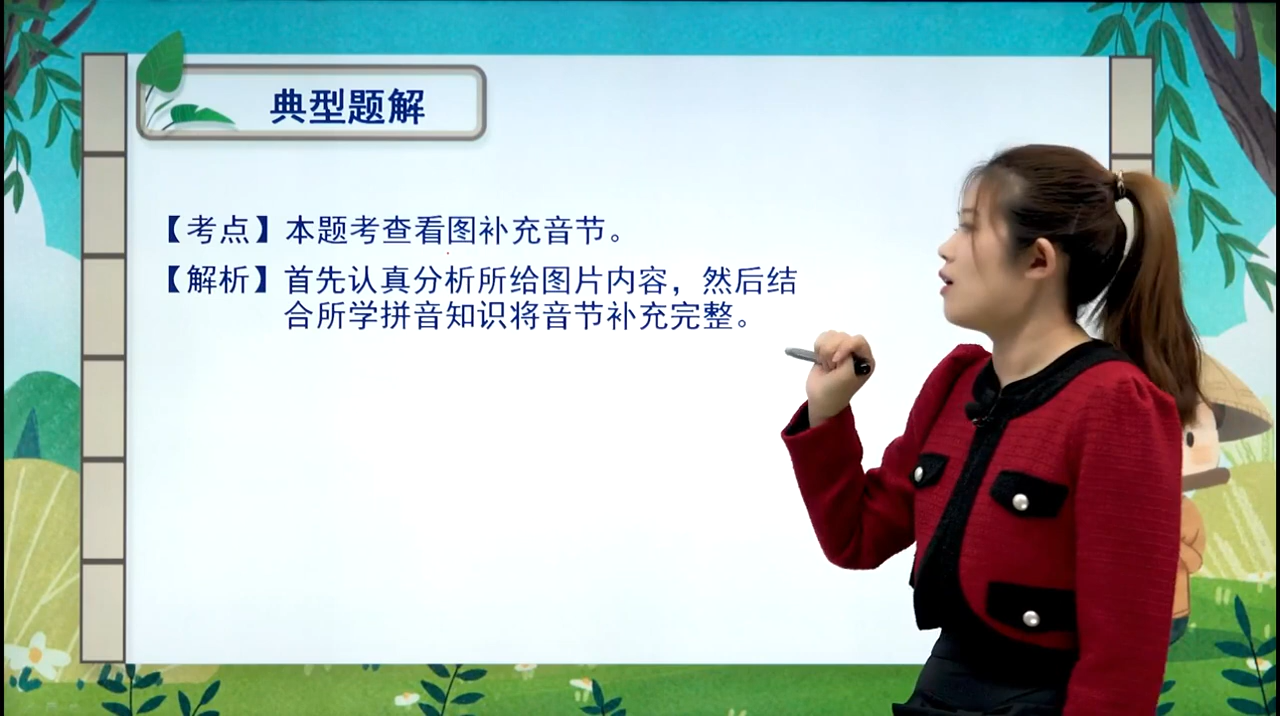 典型题解
【考点】本题考查看图补充音节。
【解析】首先认真分析所给图片内容，然后结
合所学拼音知识将音节补充完整。